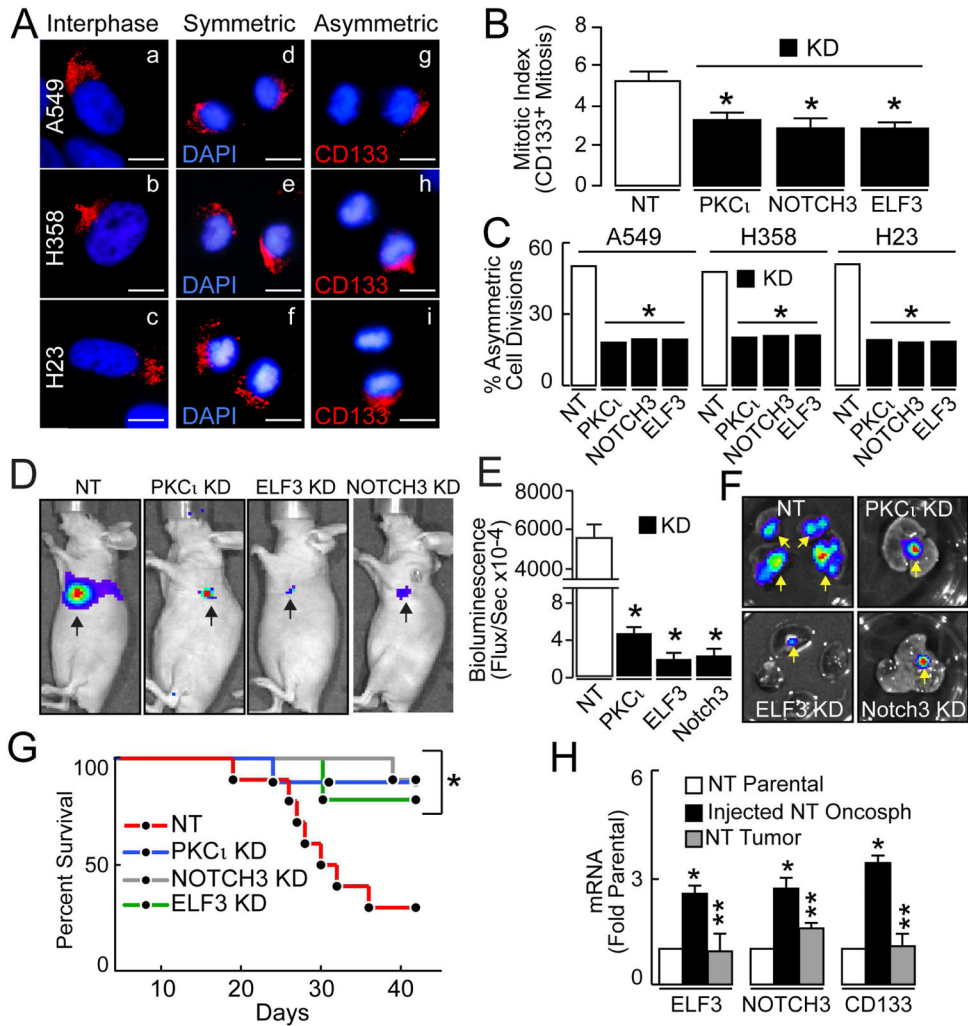 A
Interphase
Symmetric
Asymmetric
A549
a
d
DAPI
g
CD133
H358
b
e
DAPI
h
CD133
H23
c
f
DAPI
i
CD133
B
KD
Mitotic Index
(CD133+ Mitosis)
8
6
4
2
0
*
*
*
NT
PKCι
NOTCH3
ELF3
C
A549
H358
H23
KD
% Asymmetric
Cell Divisions
60
30
0
*
*
*
NT
PKCι
NOTCH3
ELF3
NT
PKCι
NOTCH3
ELF3
NT
PKCι
NOTCH3
ELF3
D
NT
PKCι KD
ELF3 KD
NOTCH3 KD
E
KD
Bioluminescence
(Flux/Sec x10-4)
8000
6000
4000
8
4
0
*
*
*
NT
PKCι
ELF3
Notch3
F
NT
PKCι KD
ELF3 KD
Notch3 KD
G
Percent Survival
100
50
0
*
NT
PKCι KD
NOTCH3 KD
ELF3 KD
10
20
30
40
Days
H
NT Parental
Injected NT Oncosph
NT Tumor
mRNA
(Fold Parental)
6
3
0
*
**
*
**
*
**
ELF3
NOTCH3
CD133